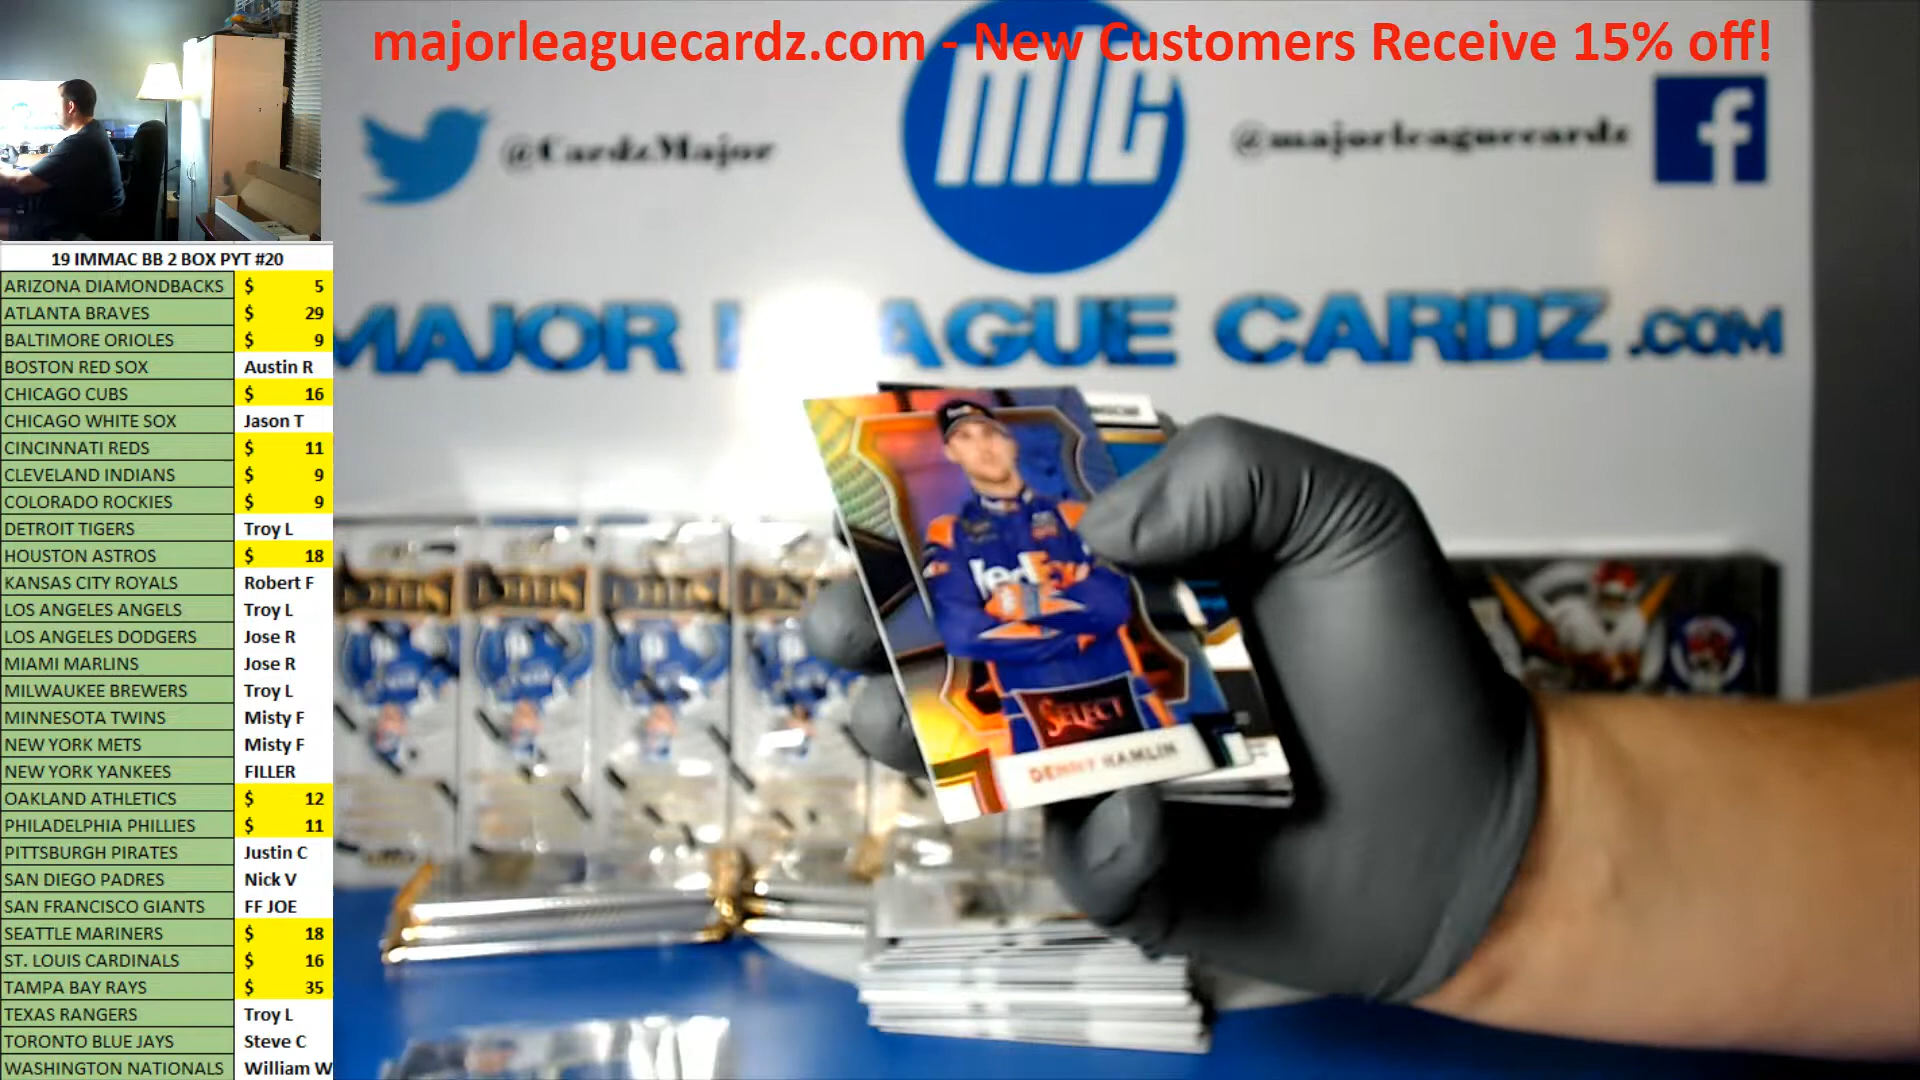 majorleaguecardz.com - New Customers Receive 15% off!
@CardzMajor
MLC
@majorleaguecardz
f
MAJOR LEAGUE CARDZ .COM
19 IMMAC BB 2 BOX PYT #20
ARIZONA DIAMONDBACKS $ 5
ATLANTA BRAVES $ 29
BALTIMORE ORIOLES $ 9
BOSTON RED SOX Austin R
CHICAGO CUBS $ 16
CHICAGO WHITE SOX Jason T
CINCINNATI REDS $ 11
CLEVELAND INDIANS $ 9
COLORADO ROCKIES $ 9
DETROIT TIGERS Troy L
HOUSTON ASTROS $ 18
KANSAS CITY ROYALS Robert F
LOS ANGELES ANGELS Troy L
LOS ANGELES DODGERS Jose R
MIAMI MARLINS Jose R
MILWAUKEE BREWERS Troy L
MINNESOTA TWINS Misty F
NEW YORK METS Misty F
NEW YORK YANKEES FILLER
OAKLAND ATHLETICS $ 12
PHILADELPHIA PHILLIES $ 11
PITTSBURGH PIRATES Justin C
SAN DIEGO PADRES Nick V
SAN FRANCISCO GIANTS FF JOE
SEATTLE MARINERS $ 18
ST. LOUIS CARDINALS $ 16
TAMPA BAY RAYS $ 35
TEXAS RANGERS Troy L
TORONTO BLUE JAYS Steve C
WASHINGTON NATIONALS William W
FedEx
SELECT
DENNY HAMLIN